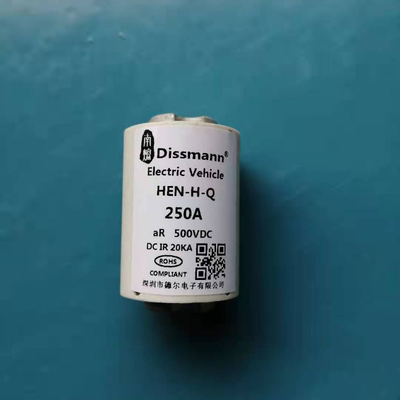 Dissmann®
Electric Vehicle
HEN-H-Q
250A
aR 500VDC
DC IR 20KA
ROHS
COMPLIANT
深圳市德尔电子有限公司